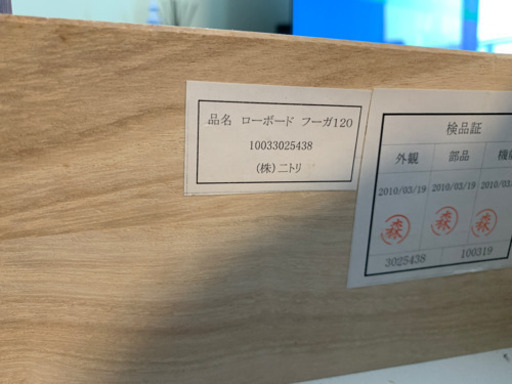 品名 ローボード フーガ120
10033025438
(株)ニトリ
検品証
外観 部品
2010/03/19 2010/03/19 2010/03
森 森 森
3025438 100319